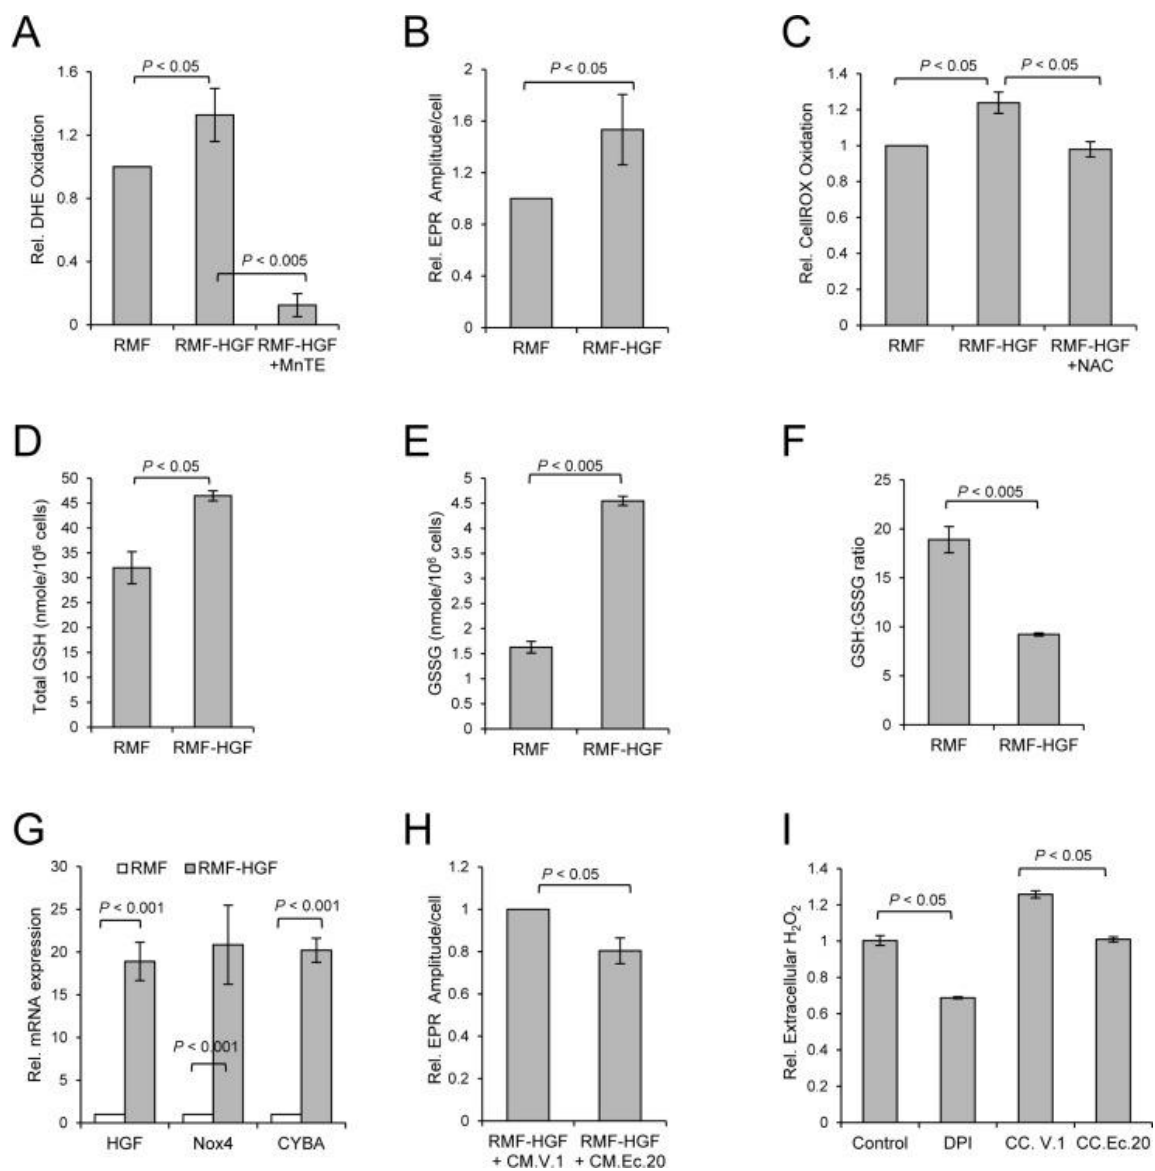 A
P < 0.05
1.6
1.2
0.8
0.4
0
Rel. DHE Oxidation
P < 0.005
RMF
RMF-HGF
RMF-HGF
+MnTE
B
P < 0.05
2
1.6
1.2
0.8
0.4
0
Rel. EPR Amplitude/cell
RMF
RMF-HGF
C
P < 0.05
P < 0.05
1.4
1.2
1
0.8
0.6
0.4
0.2
0
Rel. CellROX Oxidation
RMF
RMF-HGF
RMF-HGF
+NAC
D
P < 0.05
50
45
40
35
30
25
20
15
10
5
0
Total GSH (nmole/10⁶ cells)
RMF
RMF-HGF
E
P < 0.005
5
4.5
4
3.5
3
2.5
2
1.5
1
0.5
0
GSSG (nmole/10⁶ cells)
RMF
RMF-HGF
F
P < 0.005
25
20
15
10
5
0
GSH:GSSG ratio
RMF
RMF-HGF
G
RMF
RMF-HGF
30
25
20
15
10
5
0
Rel. mRNA expression
P < 0.001
P < 0.001
P < 0.001
HGF
Nox4
CYBA
H
P < 0.05
1.2
1
0.8
0.6
0.4
0.2
0
Rel. EPR Amplitude/cell
RMF-HGF
+ CM.V.1
RMF-HGF
+ CM.Ec.20
I
P < 0.05
P < 0.05
1.4
1.2
1
0.8
0.6
0.4
0.2
0
Rel. Extracellular H₂O₂
Control
DPI
CC. V.1
CC.Ec.20